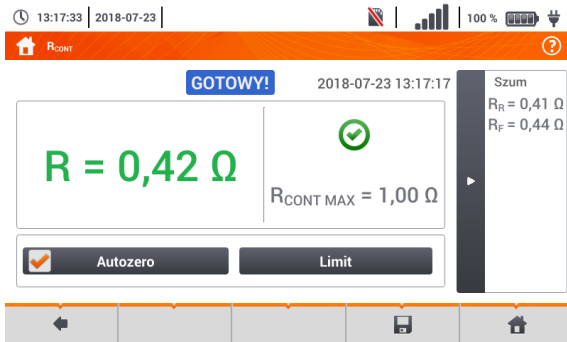 13:17:33 2018-07-23 100 %
RCONT ?
GOTOWY! 2018-07-23 13:17:17
R = 0,42 Ω
RCONT MAX = 1,00 Ω
Autozero Limit
Szum
RR = 0,41 Ω
RF = 0,44 Ω